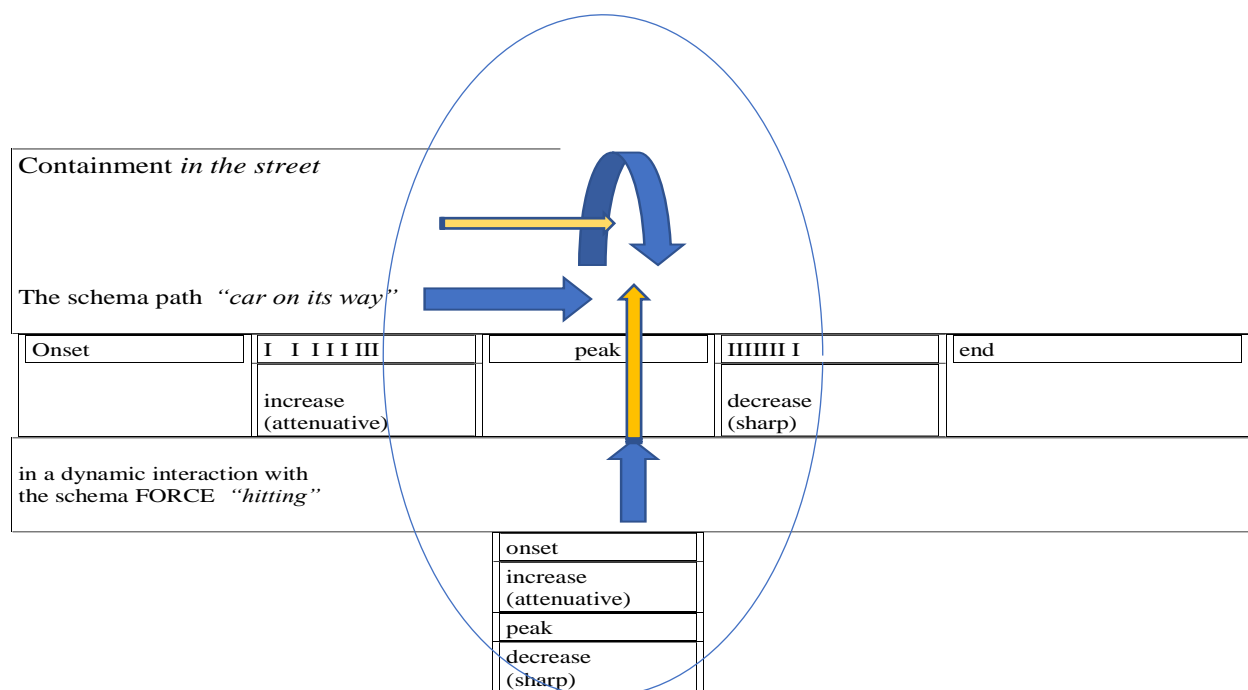 Containment in the street
The schema path “car on its way”
Onset
I I I I I III
peak
IIIIIII I
end
increase
(attenuative)
decrease
(sharp)
in a dynamic interaction with
the schema FORCE “hitting”
onset
increase
(attenuative)
peak
decrease
(sharp)